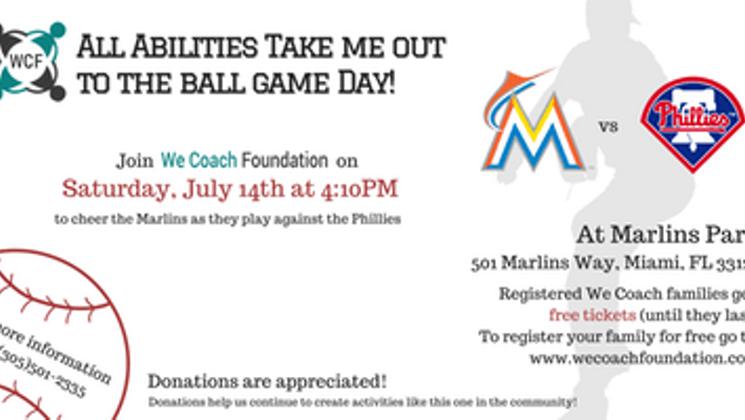 WCF
ALL ABILITIES TAKE ME OUT
TO THE BALL GAME DAY!
Join We Coach Foundation on
Saturday, July 14th at 4:10PM
to cheer the Marlins as they play against the Phillies
M vs Phillies
At Marlins Par
501 Marlins Way, Miami, FL 331
Registered We Coach families ge
free tickets (until they las
To register your family for free go t
www.wecoachfoundation.co
ore information
(305)501-2335
Donations are appreciated!
Donations help us continue to create activities like this one in the community!